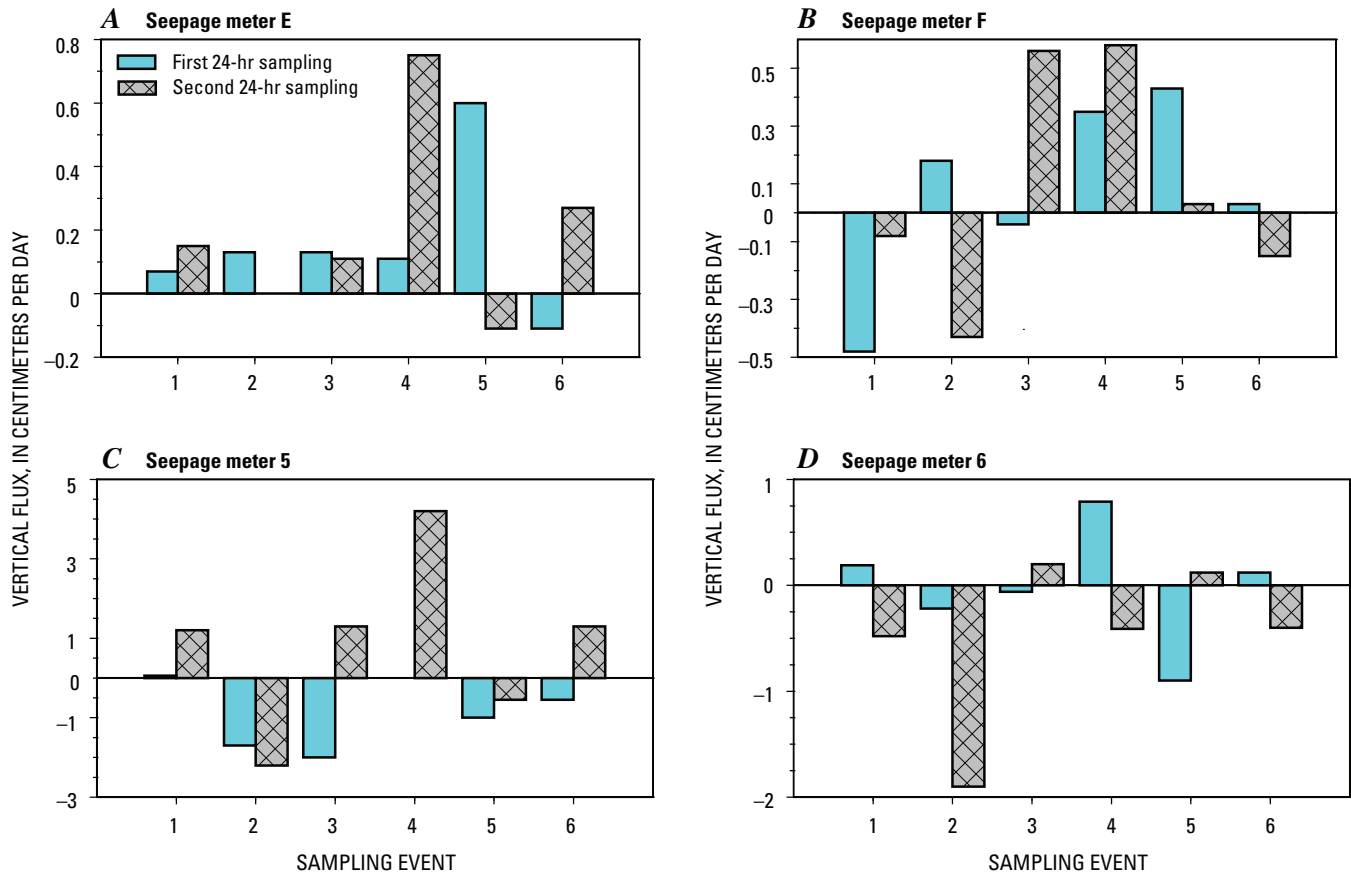 A Seepage meter E
First 24-hr sampling
Second 24-hr sampling
0.8
0.6
0.4
0.2
0
–0.2
1 2 3 4 5 6
B Seepage meter F
0.5
0.3
0.1
0
–0.1
–0.3
–0.5
1 2 3 4 5 6
C Seepage meter 5
5
3
1
0
–1
–3
1 2 3 4 5 6
SAMPLING EVENT
D Seepage meter 6
1
0
–1
–2
1 2 3 4 5 6
SAMPLING EVENT
VERTICAL FLUX, IN CENTIMETERS PER DAY
VERTICAL FLUX, IN CENTIMETERS PER DAY